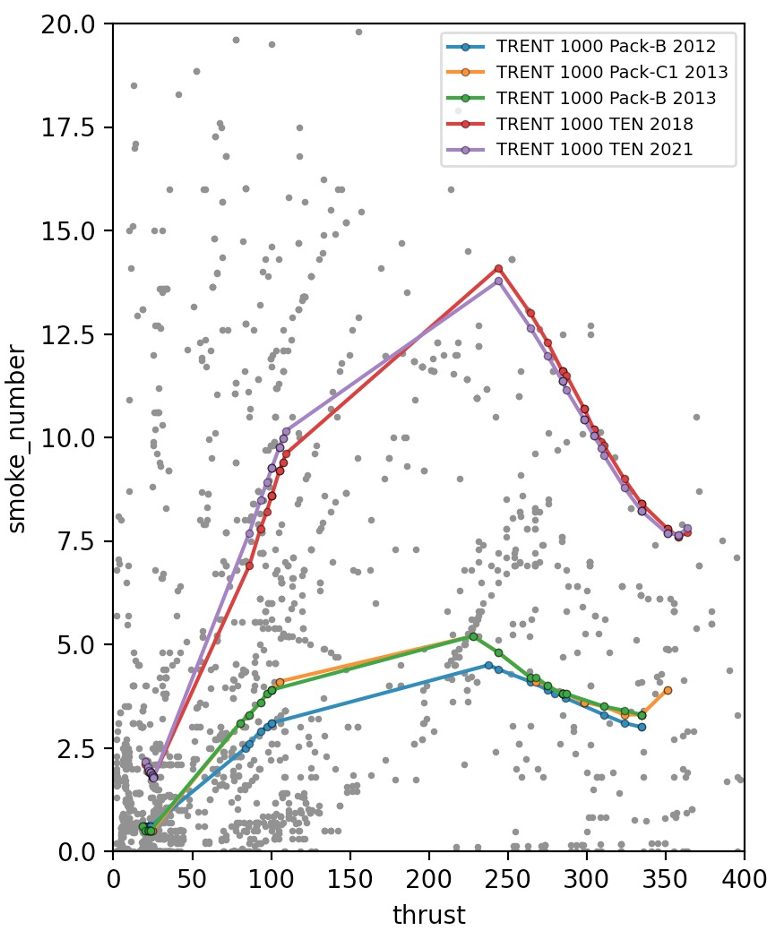 20.0
17.5
15.0
12.5
10.0
7.5
5.0
2.5
0.0
smoke_number
TRENT 1000 Pack-B 2012
TRENT 1000 Pack-C1 2013
TRENT 1000 Pack-B 2013
TRENT 1000 TEN 2018
TRENT 1000 TEN 2021
0 50 100 150 200 250 300 350 400
thrust